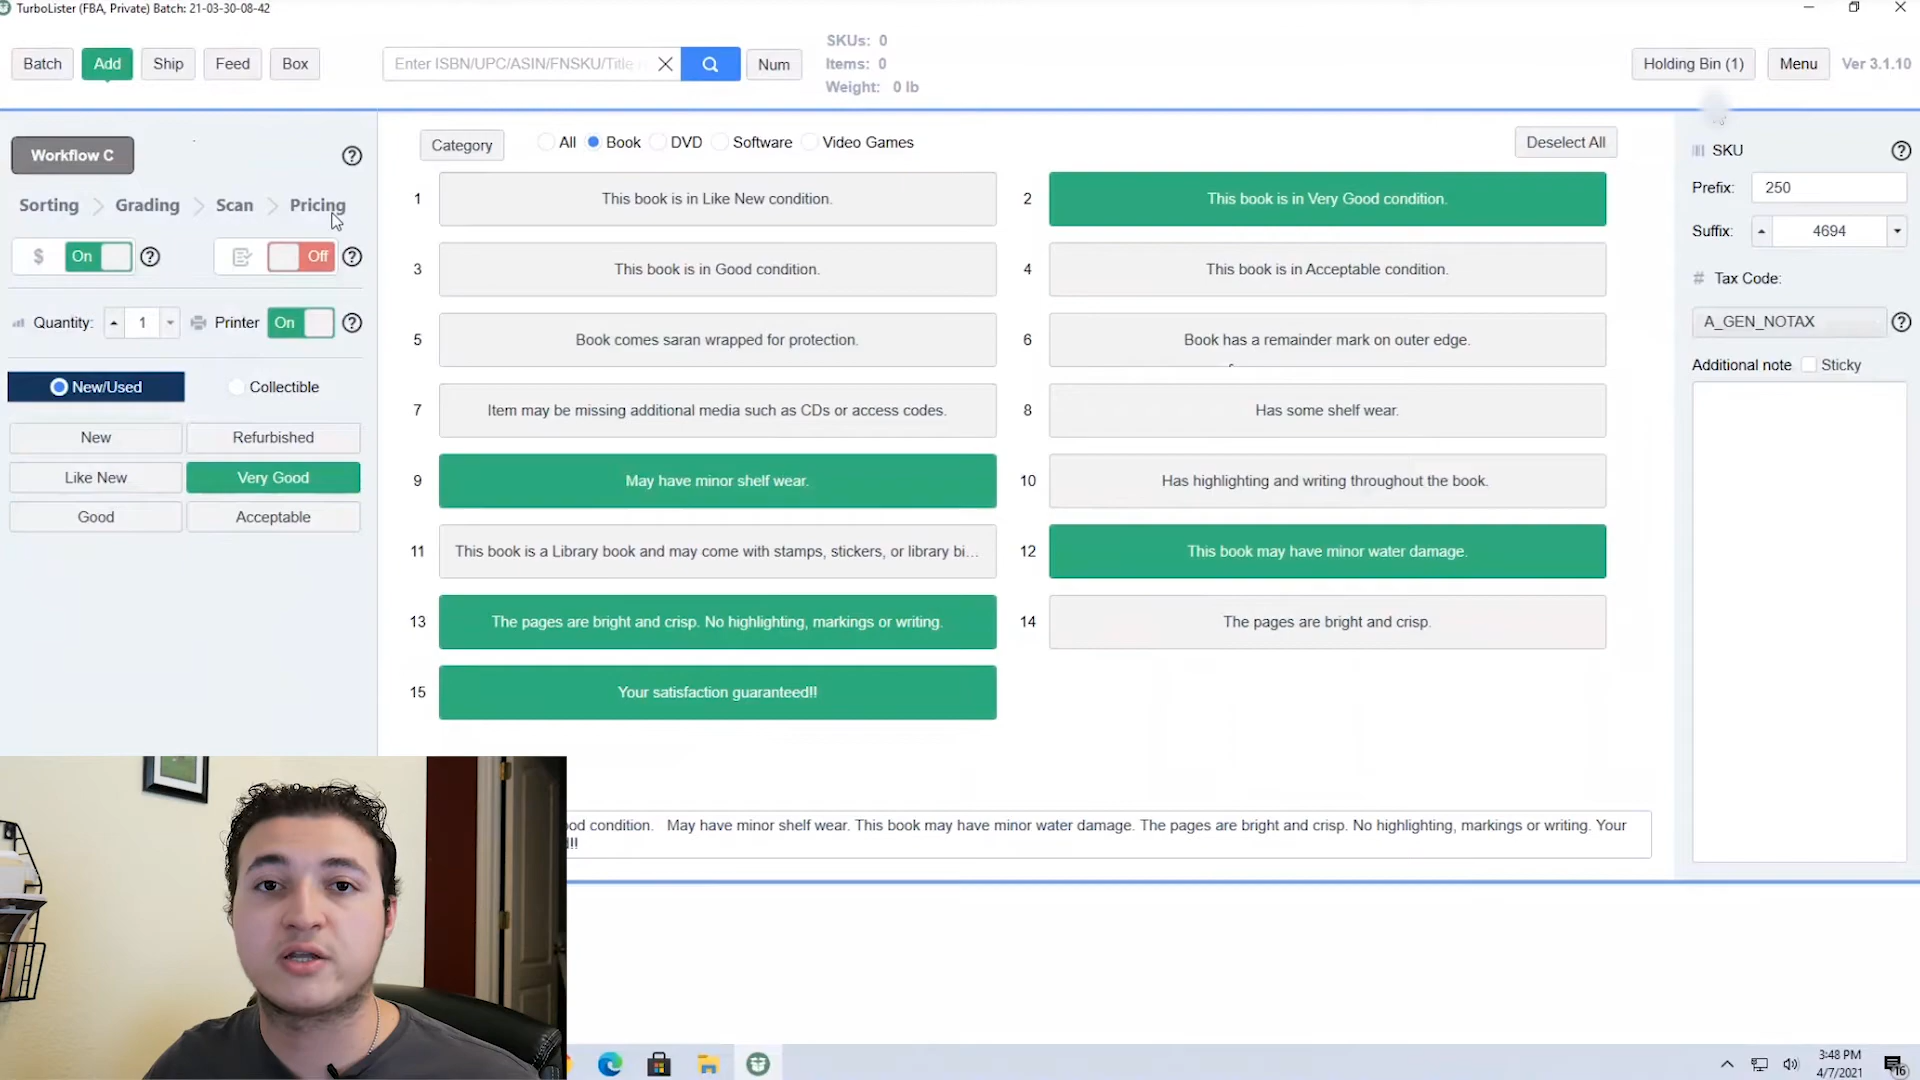 TurboLister (FBA, Private) Batch: 21-03-30-08-42
Batch
Add
Ship
Feed
Box
Enter ISBN/UPC/ASIN/FNSKU/Title
Num
SKUs: 0
Items: 0
Weight: 0 lb
Holding Bin (1)
Menu
Ver 3.1.10
Workflow C
Sorting > Grading > Scan > Pricing
$ On
Off
Quantity: 1
Printer On
New/Used
Collectible
New
Refurbished
Like New
Very Good
Good
Acceptable
Category
All
Book
DVD
Software
Video Games
Deselect All
1 This book is in Like New condition.
2 This book is in Very Good condition.
3 This book is in Good condition.
4 This book is in Acceptable condition.
5 Book comes saran wrapped for protection.
6 Book has a remainder mark on outer edge.
7 Item may be missing additional media such as CDs or access codes.
8 Has some shelf wear.
9 May have minor shelf wear.
10 Has highlighting and writing throughout the book.
11 This book is a Library book and may come with stamps, stickers, or library bi...
12 This book may have minor water damage.
13 The pages are bright and crisp. No highlighting, markings or writing.
14 The pages are bright and crisp.
15 Your satisfaction guaranteed!!
od condition. May have minor shelf wear. This book may have minor water damage. The pages are bright and crisp. No highlighting, markings or writing. Your
d!!
SKU
Prefix: 250
Suffix: 4694
# Tax Code:
A_GEN_NOTAX
Additional note
Sticky
3:48 PM
4/7/2021
16